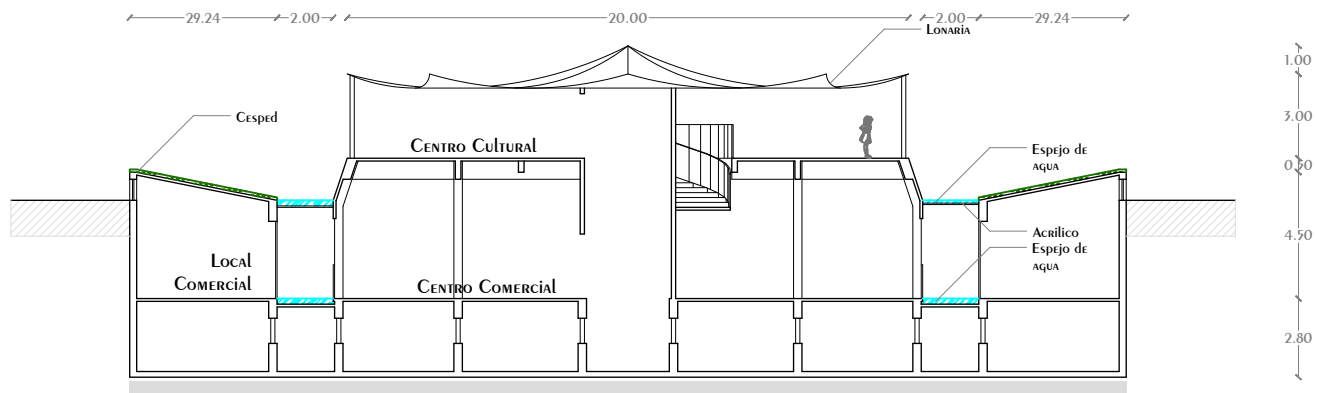 29.24
2.00
20.00
2.00
29.24
Lonaria
1.00
3.00
Cesped
Centro Cultural
Espejo de
agua
0.50
Acrílico
4.50
Espejo de
agua
Local
Comercial
Centro Comercial
2.80